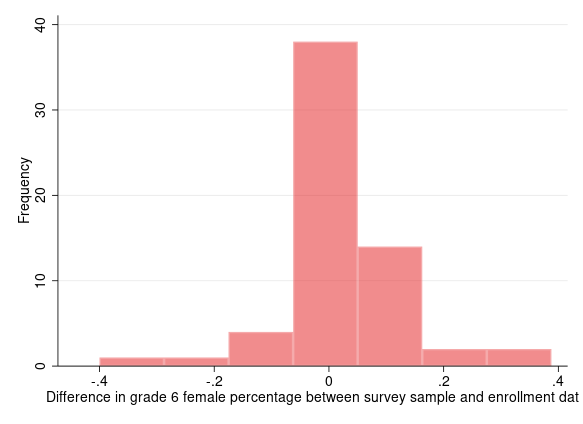 40
30
20
10
0
Frequency
-.4 -.2 0 .2 .4
Difference in grade 6 female percentage between survey sample and enrollment dat